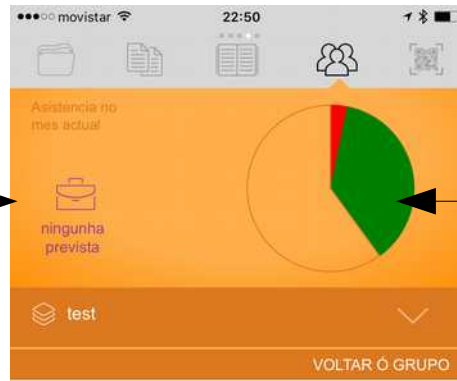 movistar 22:50
Asistencia no
mes actual
ningunha
prevista
test
VOLTAR Ó GRUPO